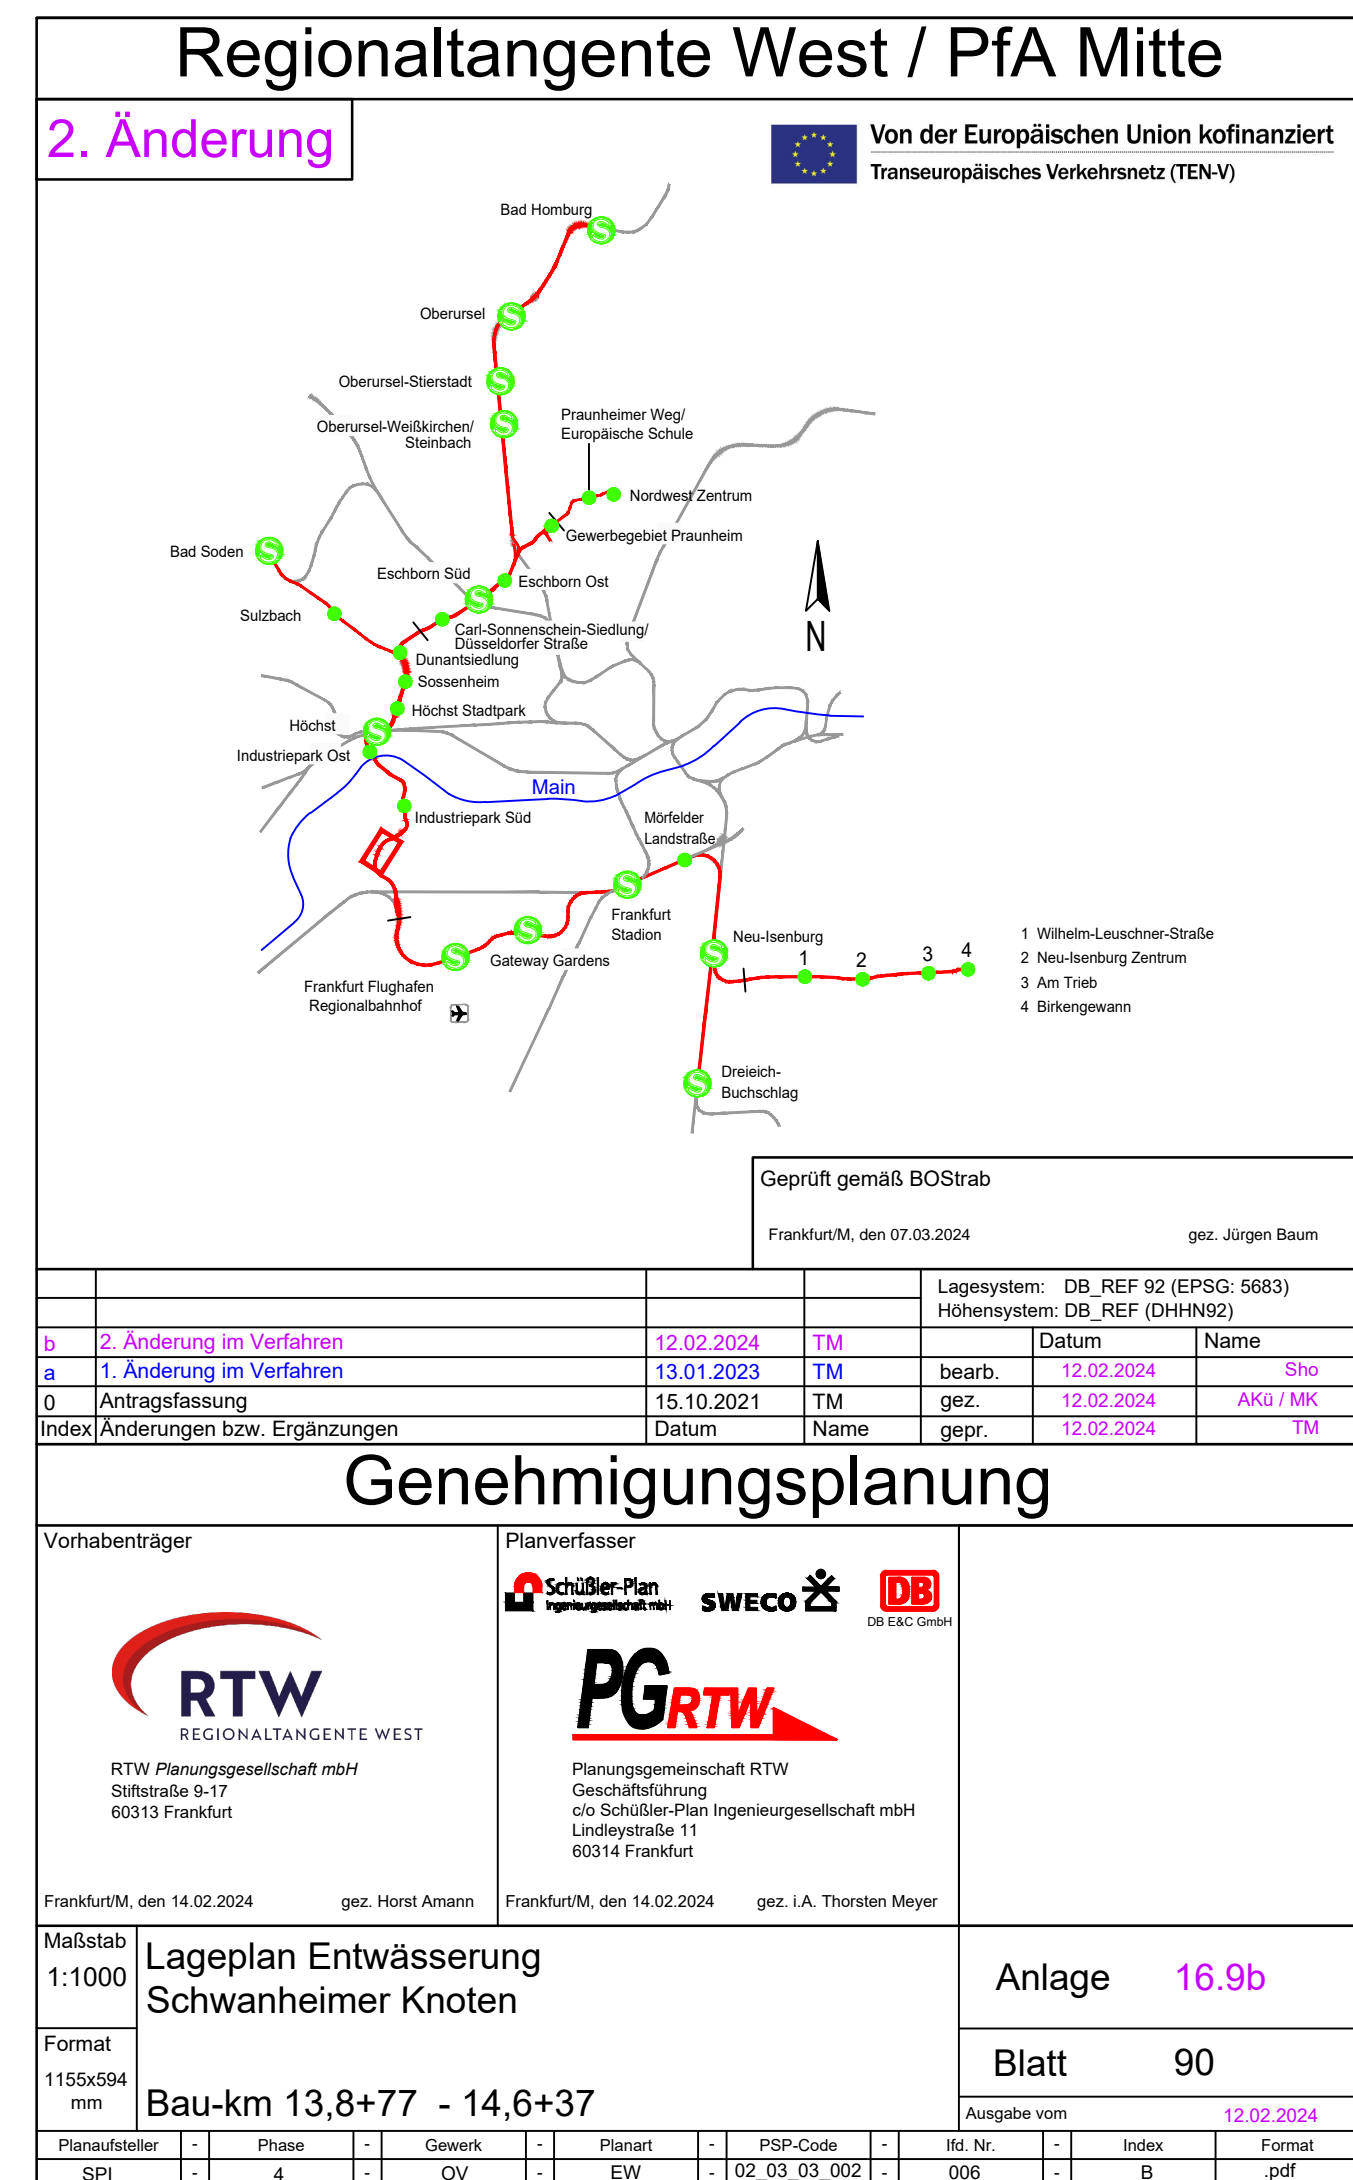 Regionaltangente West / PfA Mitte
2. Änderung
Von der Europäischen Union kofinanziert
Transeuropäisches Verkehrsnetz (TEN-V)
Bad Homburg
Oberursel
Oberursel-Stierstadt
Oberursel-Weißkirchen/
Steinbach
Praunheimer Weg/
Europäische Schule
Nordwest Zentrum
Gewerbegebiet Praunheim
Bad Soden
Eschborn Süd
Eschborn Ost
Sulzbach
Carl-Sonnenschein-Siedlung/
Düsseldorfer Straße
Dunantsiedlung
N
Sossenheim
Höchst Stadtpark
Höchst
Industriepark Ost
Main
Industriepark Süd
Mörfelder
Landstraße
Frankfurt
Stadion
Neu-Isenburg
Gateway Gardens
Frankfurt Flughafen
Regionalbahnhof
1 2 3 4
1 Wilhelm-Leuschner-Straße
2 Neu-Isenburg Zentrum
3 Am Trieb
4 Birkengewann
Dreieich-
Buchschlag
Geprüft gemäß BOStrab
Frankfurt/M, den 07.03.2024 gez. Jürgen Baum
Lagesystem: DB_REF 92 (EPSG: 5683)
Höhensystem: DB_REF (DHHN92)
b 2. Änderung im Verfahren 12.02.2024 TM Datum Name
a 1. Änderung im Verfahren 13.01.2023 TM bearb. 12.02.2024 Sho
0 Antragsfassung 15.10.2021 TM gez. 12.02.2024 AKü / MK
Index Änderungen bzw. Ergänzungen Datum Name gepr. 12.02.2024 TM
Genehmigungsplanung
Vorhabenträger
Planverfasser
Schüßler-Plan
Ingenieurgesellschaft mbH
SWECO
DB
DB E&C GmbH
RTW
REGIONALTANGENTE WEST
PGRTW
RTW Planungsgesellschaft mbH
Stiftstraße 9-17
60313 Frankfurt
Planungsgemeinschaft RTW
Geschäftsführung
c/o Schüßler-Plan Ingenieurgesellschaft mbH
Lindleystraße 11
60314 Frankfurt
Frankfurt/M, den 14.02.2024 gez. Horst Amann
Frankfurt/M, den 14.02.2024 gez. i.A. Thorsten Meyer
Maßstab
1:1000
Lageplan Entwässerung
Schwanheimer Knoten
Anlage 16.9b
Format
1155x594
mm
Bau-km 13,8+77 - 14,6+37
Blatt 90
Ausgabe vom 12.02.2024
Planaufsteller - Phase - Gewerk - Planart - PSP-Code - lfd. Nr. - Index Format
SPI - 4 - OV - EW - 02_03_03_002 - 006 - B .pdf